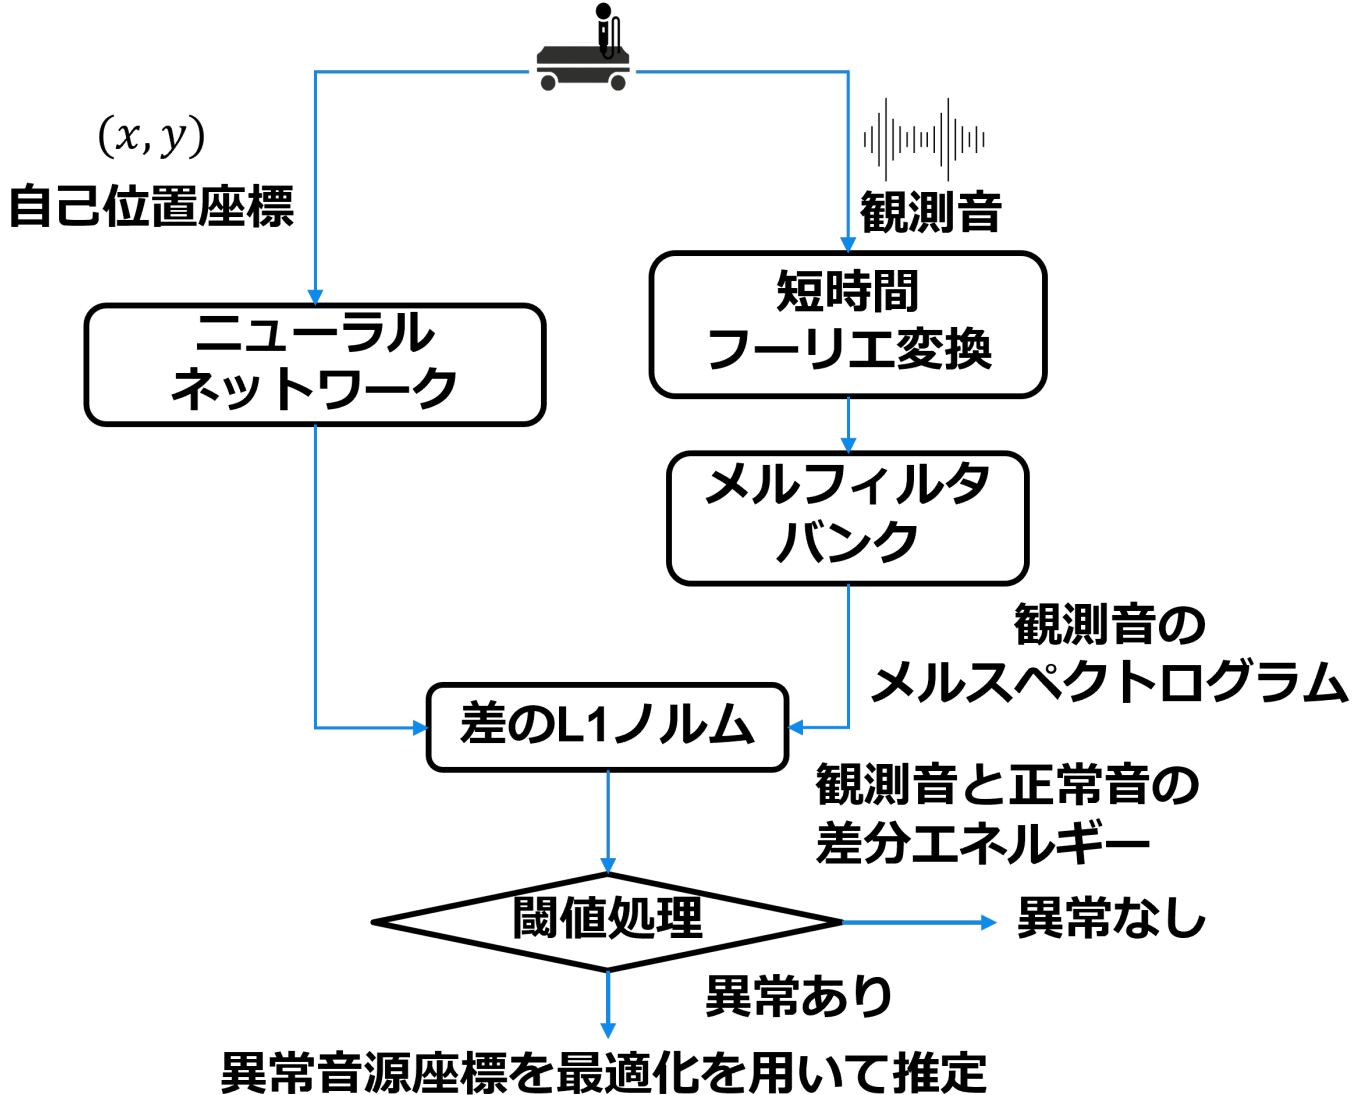 (x, y)
自己位置座標
観測音
ニューラル
ネットワーク
短時間
フーリエ変換
メルフィルタ
バンク
観測音の
メルスペクトログラム
差のL1ノルム
観測音と正常音の
差分エネルギー
閾値処理
異常なし
異常あり
異常音源座標を最適化を用いて推定